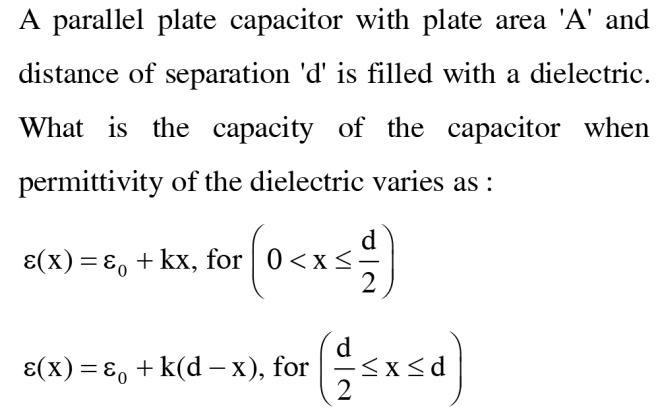 A parallel plate capacitor with plate area 'A' and
distance of separation 'd' is filled with a dielectric.
What is the capacity of the capacitor when
permittivity of the dielectric varies as :
ε(x) = ε₀ + kx, for (0 < x ≤ d/2)
ε(x) = ε₀ + k(d – x), for (d/2 ≤ x ≤ d)